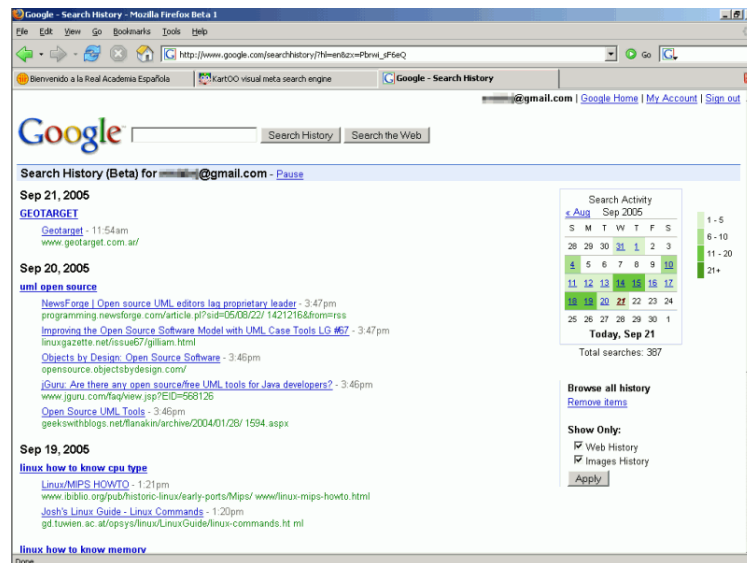 Google - Search History - Mozilla Firefox Beta 1
File Edit View Go Bookmarks Tools Help
http://www.google.com/searchhistory/?hl=en&zx=Pbrwi_sF6eQ Go
Bienvenido a la Real Academia Española KartOO visual meta search engine Google - Search History
@gmail.com | Google Home | My Account | Sign out
Google Search History Search the Web
Search History (Beta) for @gmail.com - Pause
Sep 21, 2005
GEOTARGET
Geotarget - 11:54am
www.geotarget.com.ar/
Sep 20, 2005
uml open source
NewsForge | Open source UML editors lag proprietary leader - 3:47pm
programming.newsforge.com/article.pl?sid=05/08/22/ 1421216&from=rss
Improving the Open Source Software Model with UML Case Tools LG #67 - 3:47pm
linuxgazette.net/issue67/gilliam.html
Objects by Design: Open Source Software - 3:46pm
opensource.objectsbydesign.com/
jGuru: Are there any open source/free UML tools for Java developers? - 3:46pm
www.jguru.com/faq/view.jsp?EID=568126
Open Source UML Tools - 3:46pm
geekswithblogs.net/flanakin/archive/2004/01/28/ 1594.aspx
Sep 19, 2005
linux how to know cpu type
Linux/MIPS HOWTO - 1:21pm
www.ibiblio.org/pub/historic-linux/early-ports/Mips/ www/linux-mips-howto.html
Josh's Linux Guide - Linux Commands - 1:20pm
gd.tuwien.ac.at/opsys/linux/LinuxGuide/linux-commands.ht ml
linux how to know memory
Search Activity
« Aug Sep 2005
S M T W T F S
28 29 30 31 1 2 3
4 5 6 7 8 9 10
11 12 13 14 15 16 17
18 19 20 21 22 23 24
25 26 27 28 29 30 1
Today, Sep 21
Total searches: 387
1 - 5
6 - 10
11 - 20
21+
Browse all history
Remove items
Show Only:
Web History
Images History
Apply
Done